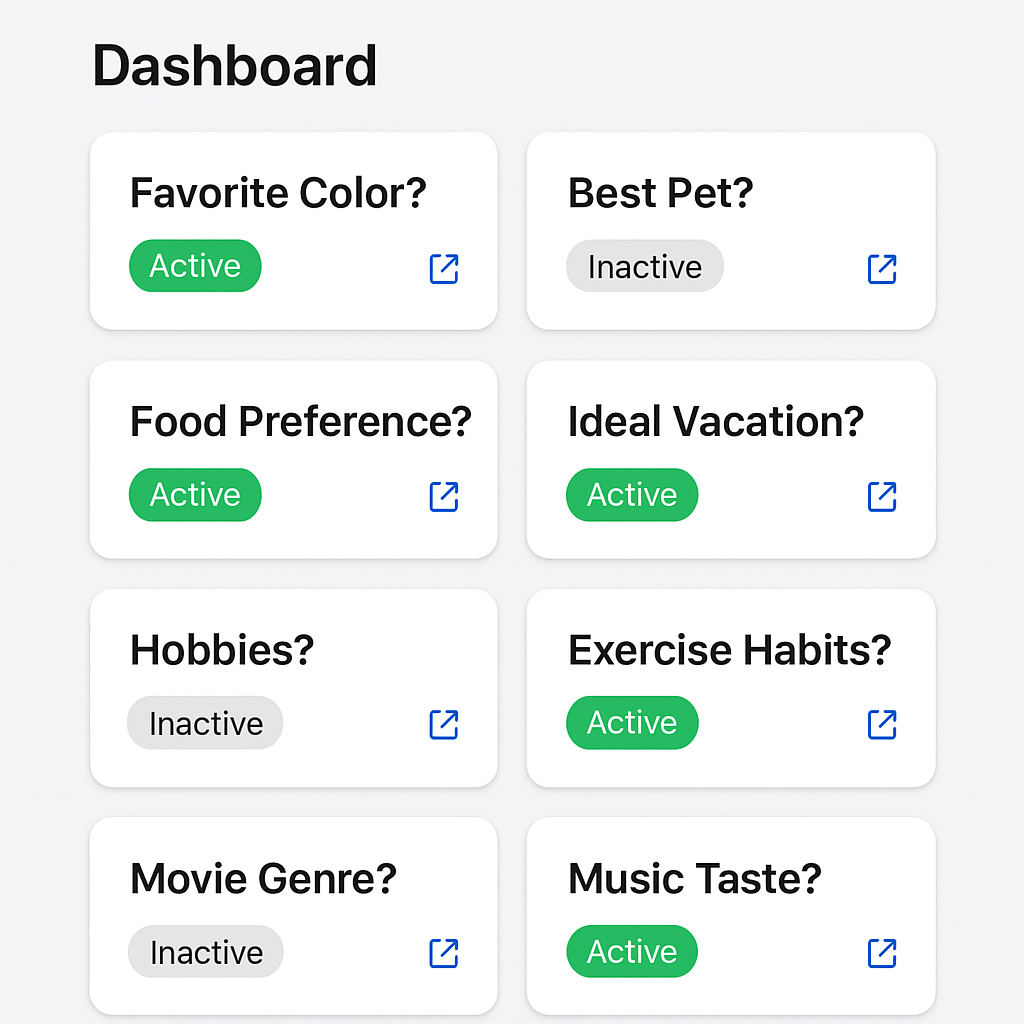 Dashboard
Favorite Color?
Active
Best Pet?
Inactive
Food Preference?
Active
Ideal Vacation?
Active
Hobbies?
Inactive
Exercise Habits?
Active
Movie Genre?
Inactive
Music Taste?
Active